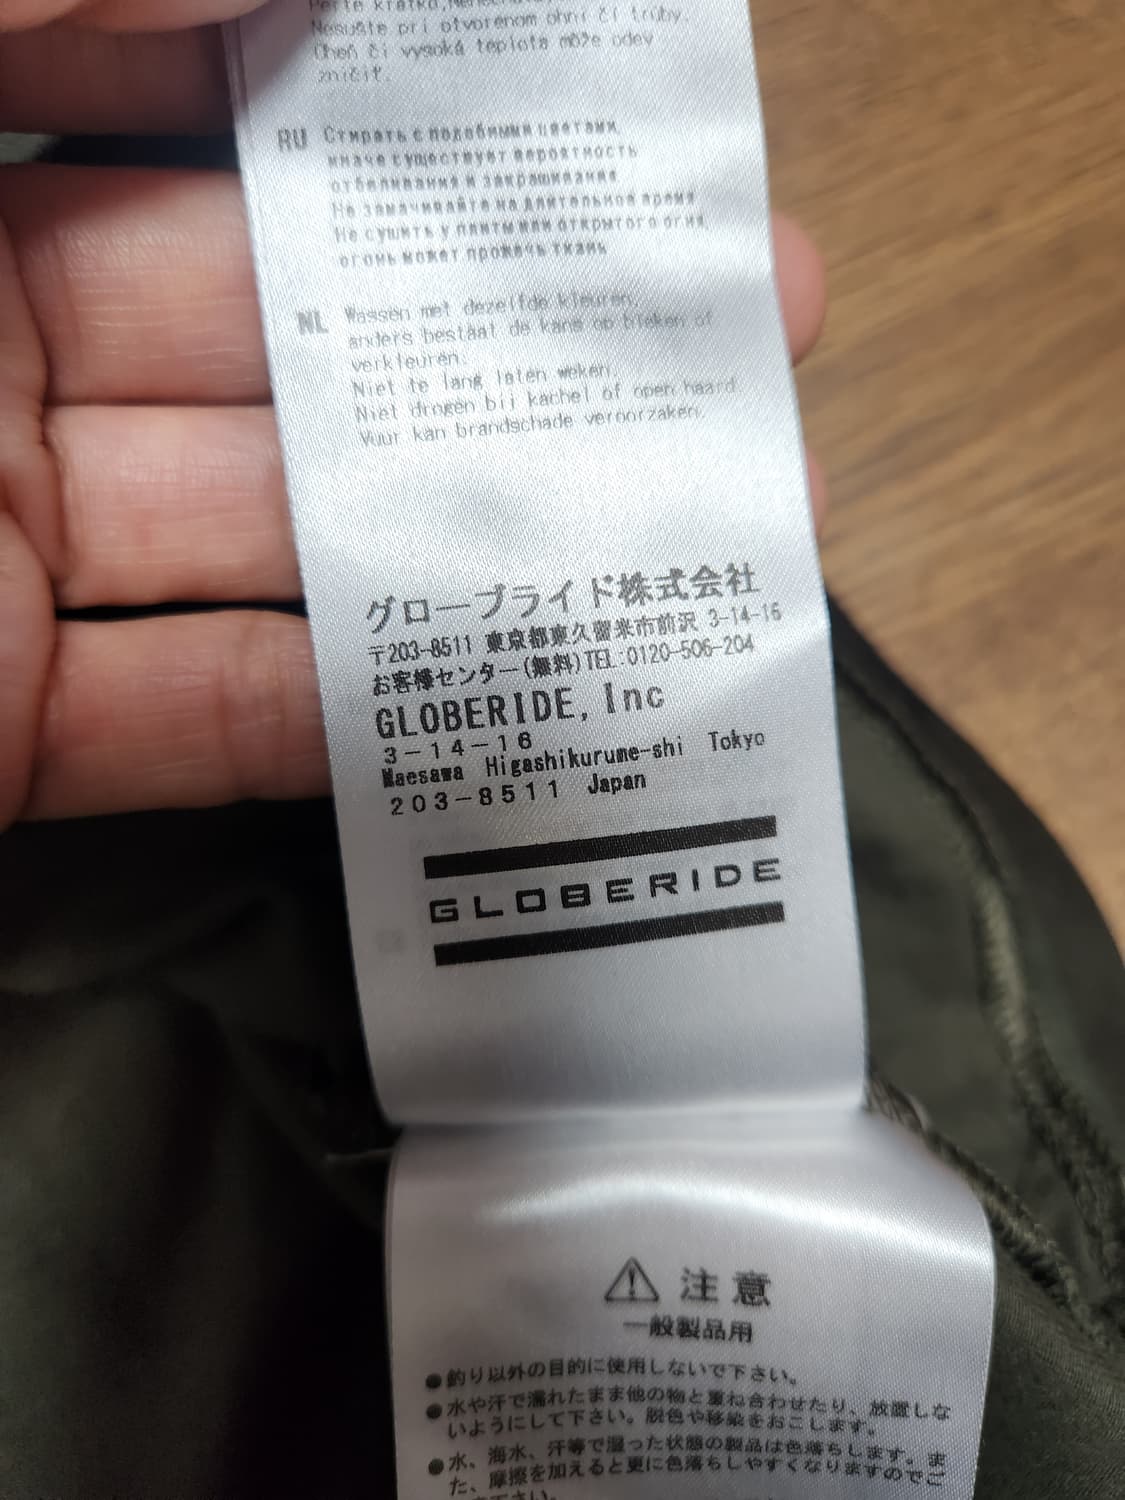 Perte krátko,
Nesušte pri otvorenom ohni či trúby.
Oheň či vysoká teplota môže odev
zničiť.
RU Стирать с подобными цветами,
иначе существует вероятность
отбеливания и закрашивания
Не замачивайте на длительное время
Не сушить у плиты или открытого огня,
огонь может прожечь ткань
NL Wassen met dezelfde kleuren,
anders bestaat de kans op bleken of
verkleuren.
Niet te lang laten weken.
Niet drogen bij kachel of open haard.
Vuur kan brandschade veroorzaken.
グローブライド株式会社
〒203-8511 東京都東久留米市前沢 3-14-16
お客様センター(無料)TEL:0120-506-204
GLOBERIDE, Inc
3-14-16
Maesawa Higashikurume-shi Tokyo
203-8511 Japan
GLOBERIDE
注意
一般製品用
●釣り以外の目的に使用しないで下さい。
●水や汗で濡れたまま他の物と重ね合わせたり、放置しな
いようにして下さい。脱色や移染をおこします。
●水、海水、汗等で湿った状態の製品は色落ちします。ま
た、摩擦を加えると更に色落ちしやすくなりますのでご
下さい。